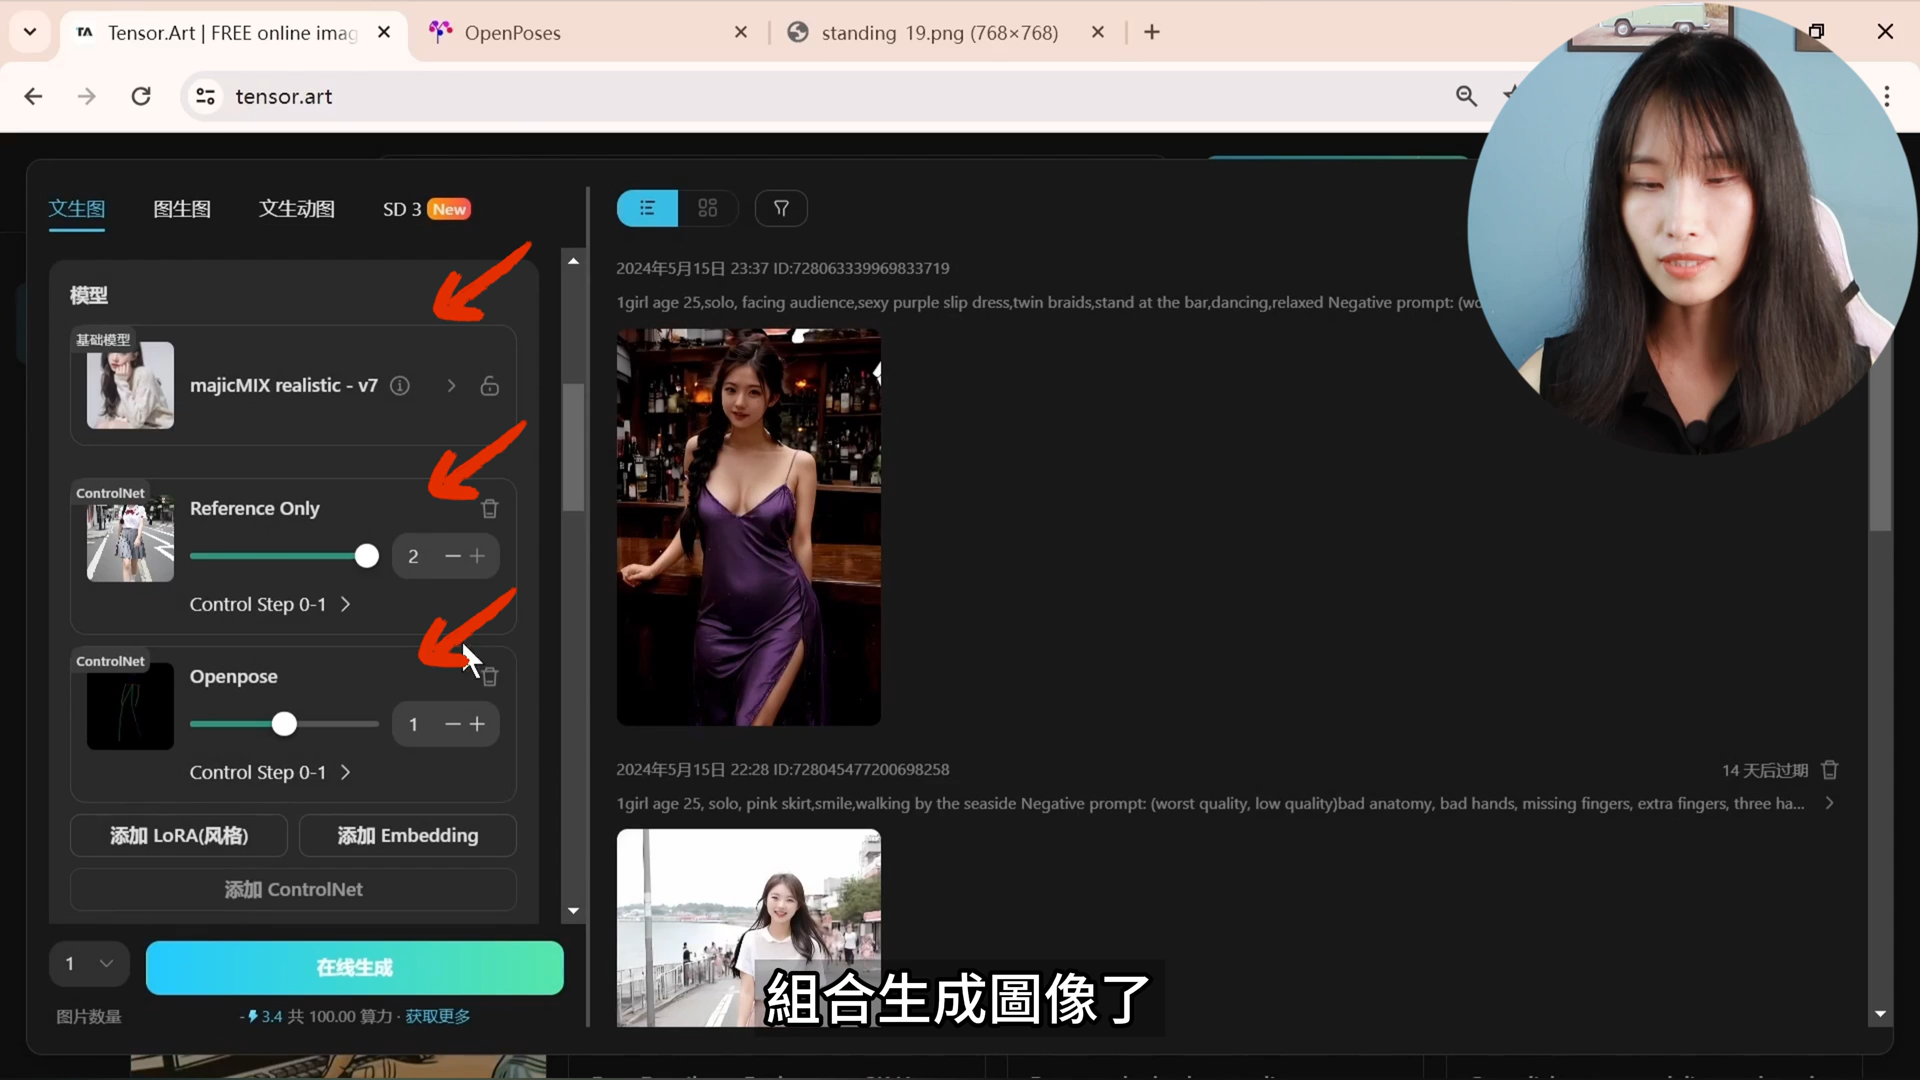 Tensor.Art | FREE online imag
OpenPoses
standing 19.png (768×768)
tensor.art
文生图
图生图
文生动图
SD 3 New
模型
基础模型
majicMIX realistic - v7
ControlNet
Reference Only
2
Control Step 0-1
ControlNet
Openpose
1
Control Step 0-1
添加 LoRA(风格)
添加 Embedding
添加 ControlNet
1
在线生成
图片数量
-3.4 共 100.00 算力 · 获取更多
2024年5月15日 23:37 ID:728063339969833719
1girl age 25,solo, facing audience,sexy purple slip dress,twin braids,stand at the bar,dancing,relaxed Negative prompt: (wo
2024年5月15日 22:28 ID:728045477200698258
14 天后过期
1girl age 25, solo, pink skirt,smile,walking by the seaside Negative prompt: (worst quality, low quality)bad anatomy, bad hands, missing fingers, extra fingers, three ha...
組合生成圖像了